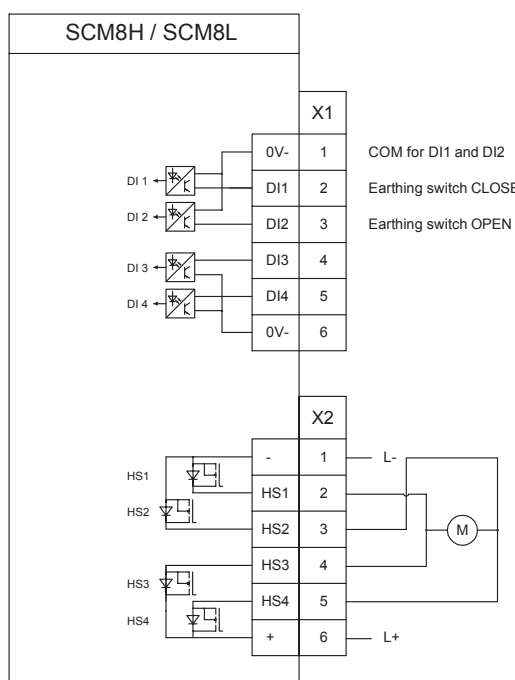 SCM8H / SCM8L
X1
0V- 1 COM for DI1 and DI2
DI 1 DI1 2 Earthing switch CLOSE
DI 2 DI2 3 Earthing switch OPEN
DI 3 DI3 4
DI 4 DI4 5
0V- 6
X2
- 1 L-
HS1 HS1 2
HS2 HS2 3 M
HS3 HS3 4
HS4 HS4 5
+ 6 L+